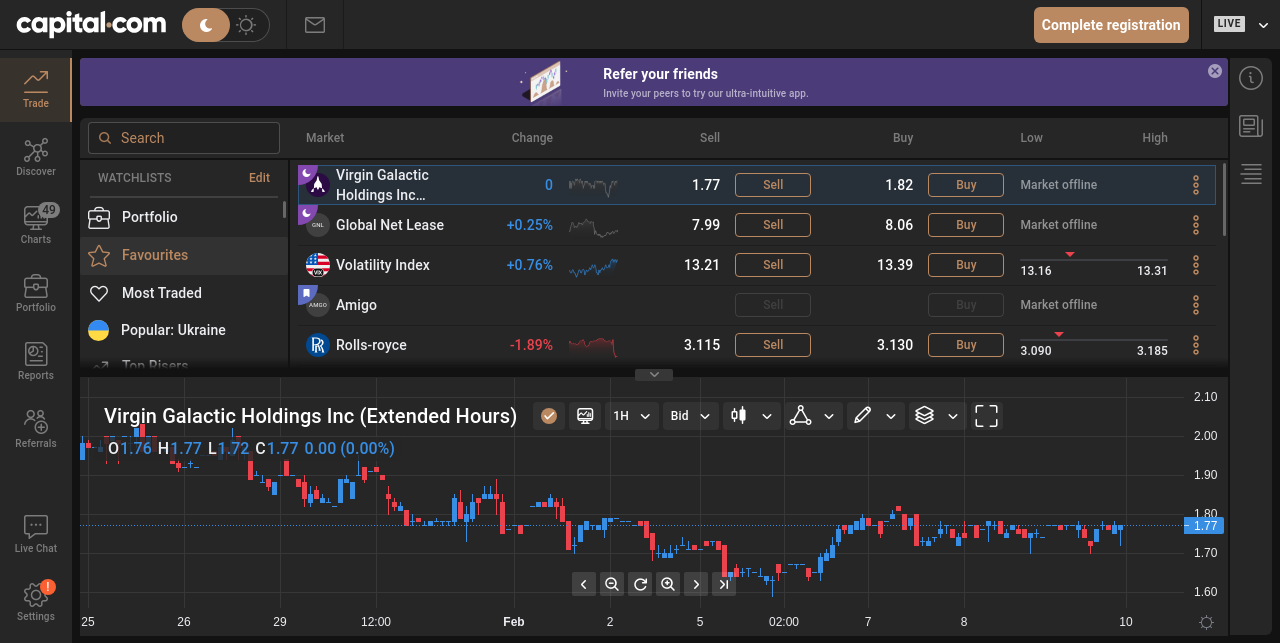 capital.com
Complete registration
LIVE
Trade
Discover
49
Charts
Portfolio
Reports
Referrals
Live Chat
!
Settings
Refer your friends
Invite your peers to try our ultra-intuitive app.
Search
Market Change Sell Buy Low High
WATCHLISTS Edit
Portfolio
Favourites
Most Traded
Popular: Ukraine
Top Risers
Virgin Galactic
Holdings Inc… 0 1.77 Sell 1.82 Buy Market offline
GNL Global Net Lease +0.25% 7.99 Sell 8.06 Buy Market offline
VIX Volatility Index +0.76% 13.21 Sell 13.39 Buy 13.16 13.31
AMGO Amigo Sell Buy Market offline
Rolls-royce -1.89% 3.115 Sell 3.130 Buy 3.090 3.185
Virgin Galactic Holdings Inc (Extended Hours) 1H Bid
O1.76 H1.77 L1.72 C1.77 0.00 (0.00%)
2.10
2.00
1.90
1.80
1.77
1.70
1.60
25 26 29 12:00 Feb 2 5 02:00 7 8 10